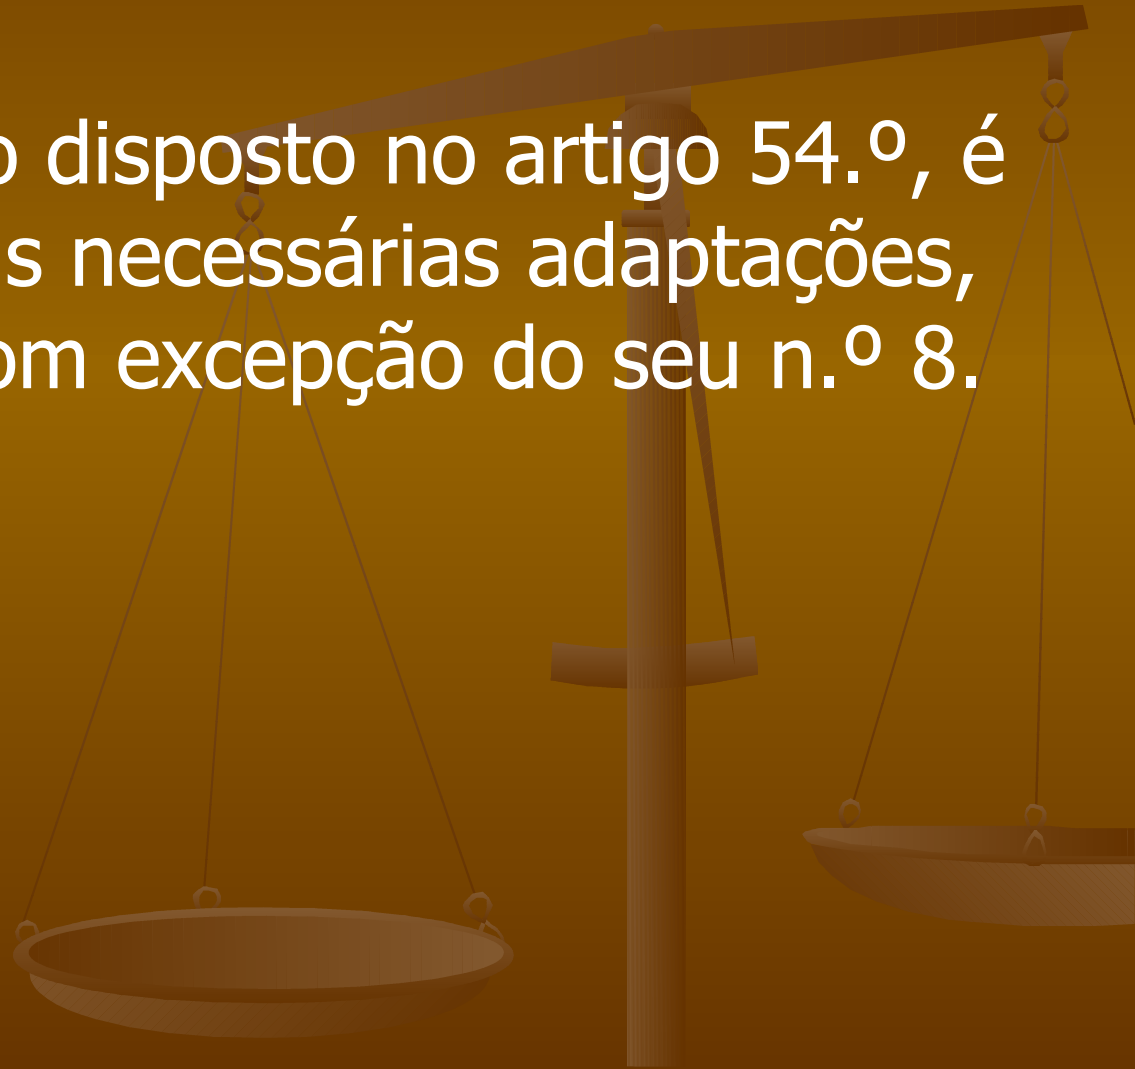 o disposto no artigo 54.º, é
s necessárias adaptações,
om excepção do seu n.º 8.